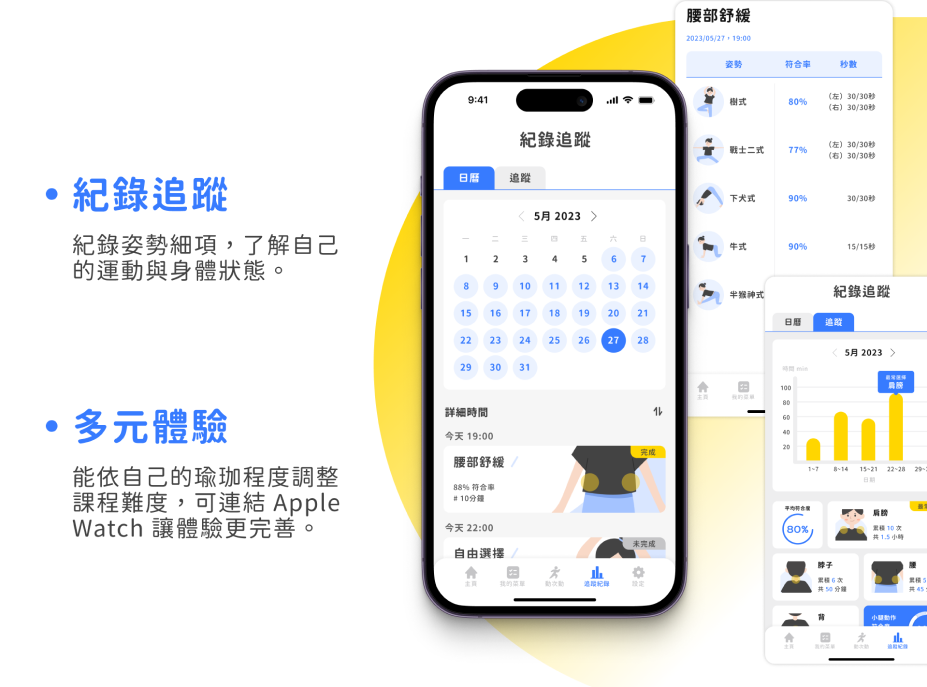 • 紀錄追蹤
紀錄姿勢細項，了解自己
的運動與身體狀態。
• 多元體驗
能依自己的瑜珈程度調整
課程難度，可連結 Apple
Watch 讓體驗更完善。
9:41
紀錄追蹤
日曆 追蹤
5月 2023
一 二 三 四 五 六 日
1 2 3 4 5 6 7
8 9 10 11 12 13 14
15 16 17 18 19 20 21
22 23 24 25 26 27 28
29 30 31
詳細時間
今天 19:00
完成
腰部舒緩
88% 符合率
# 10分鐘
今天 22:00
未完成
自由選擇
主頁 我的菜單 動次動 追蹤紀錄 設定
腰部舒緩
2023/05/27，19:00
姿勢 符合率 秒數
樹式 80% （左）30/30秒
（右）30/30秒
戰士二式 77% （左）30/30秒
（右）30/30秒
下犬式 90% 30/30秒
牛式 90% 15/15秒
半猴神式
主頁 我的菜單
紀錄追蹤
日曆 追蹤
5月 2023
時間 min
最常選擇
肩膀
100
80
60
40
20
1~7 8~14 15~21 22~28 29~
日期
平均符合度
80%
肩膀
累積 10 次
共 1.5 小時
脖子
累積 6 次
共 50 分鐘
腰
累積 5
共 45
背
小腿動作
主頁 我的菜單 動次動 追蹤紀錄